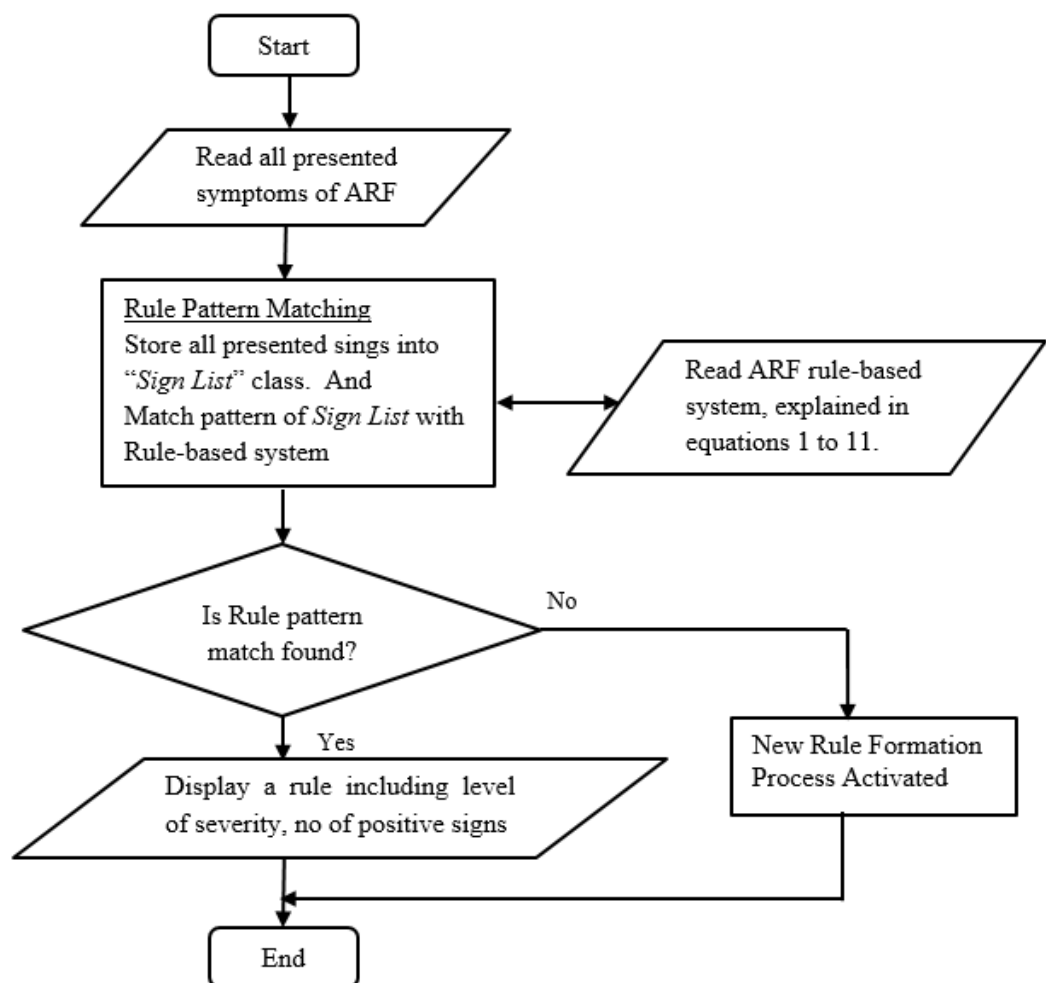 Start
Read all presented
symptoms of ARF
Rule Pattern Matching
Store all presented sings into
“Sign List” class.  And
Match pattern of Sign List with
Rule-based system
Read ARF rule-based
system, explained in
equations 1 to 11.
Is Rule pattern
match found?
No
Yes
New Rule Formation
Process Activated
Display a rule including level
of severity, no of positive signs
End